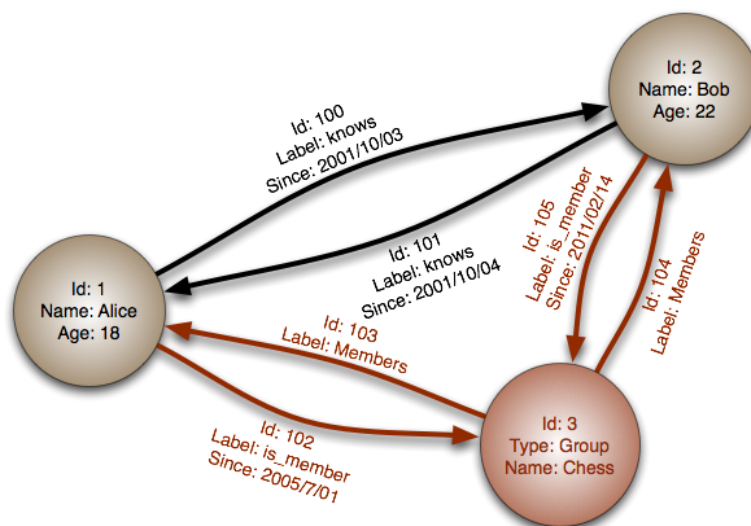 Id: 2
Name: Bob
Age: 22
Id: 100
Label: knows
Since: 2001/10/03
Id: 101
Label: knows
Since: 2001/10/04
Id: 105
Label: is_member
Since: 2011/02/14
Id: 104
Label: Members
Id: 1
Name: Alice
Age: 18
Id: 103
Label: Members
Id: 102
Label: is_member
Since: 2005/7/01
Id: 3
Type: Group
Name: Chess